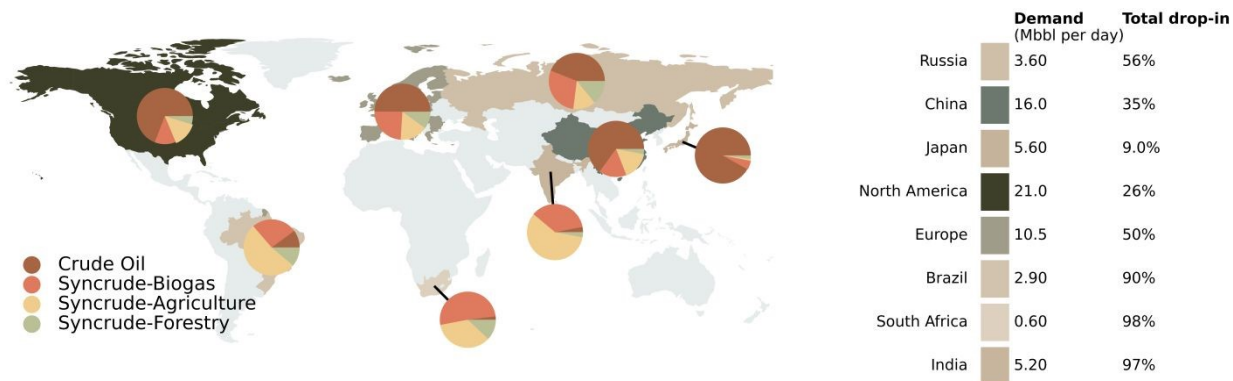 Crude Oil
Syncrude-Biogas
Syncrude-Agriculture
Syncrude-Forestry
Demand Total drop-in
(Mbbl per day)
Russia 3.60 56%
China 16.0 35%
Japan 5.60 9.0%
North America 21.0 26%
Europe 10.5 50%
Brazil 2.90 90%
South Africa 0.60 98%
India 5.20 97%